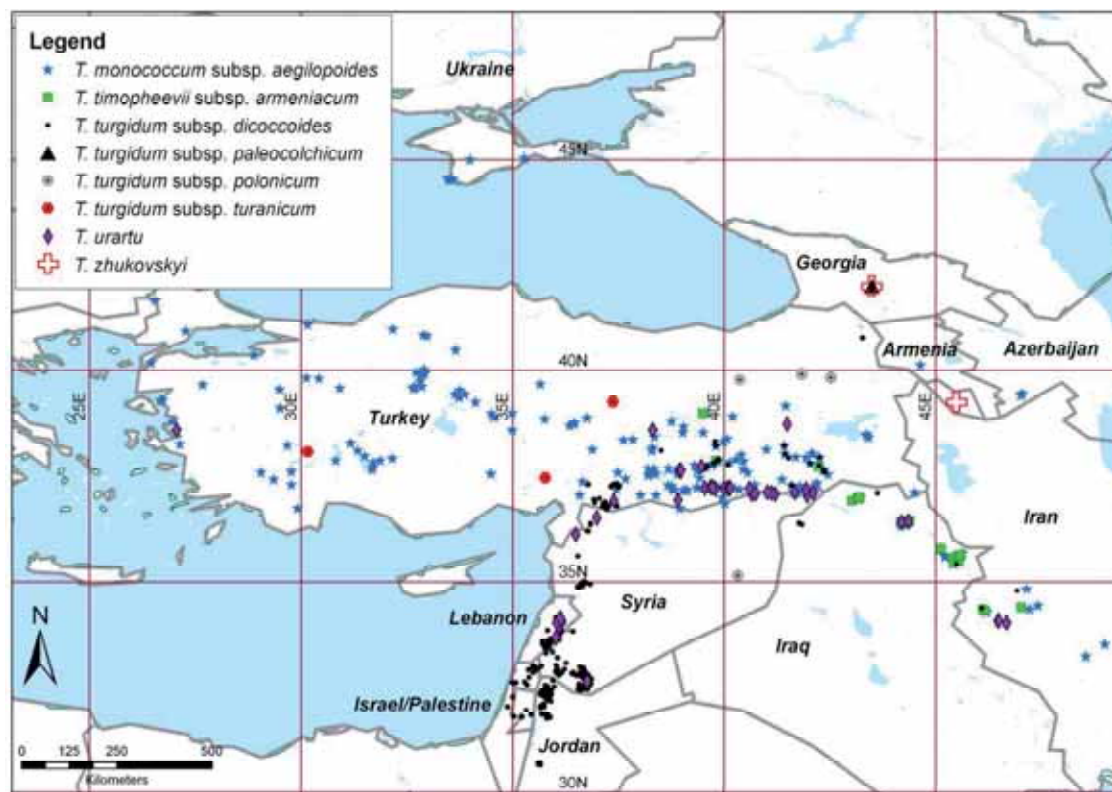 Legend
T. monococcum subsp. aegilopoides
T. timopheevii subsp. armeniacum
T. turgidum subsp. dicoccoides
T. turgidum subsp. paleocolchicum
T. turgidum subsp. polonicum
T. turgidum subsp. turanicum
T. urartu
T. zhukovskyi
Ukraine
45N
Georgia
Armenia
Azerbaijan
40N
25E
30E
35E
40E
45E
Turkey
Iran
35N
Syria
Lebanon
Iraq
N
Israel/Palestine
Jordan
0 125 250 500
Kilometers
30N